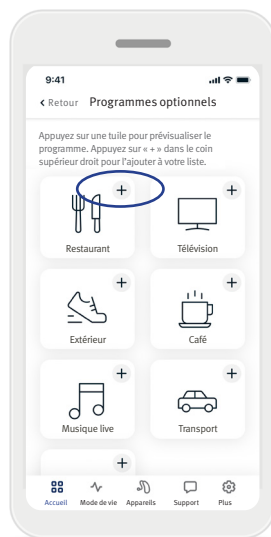 9:41
Retour Programmes optionnels
Appuyez sur une tuile pour prévisualiser le
programme. Appuyez sur « + » dans le coin
supérieur droit pour l'ajouter à votre liste.
+ +
Restaurant Télévision
+ +
Extérieur Café
+ +
Musique live Transport
+
Accueil Mode de vie Appareils Support Plus